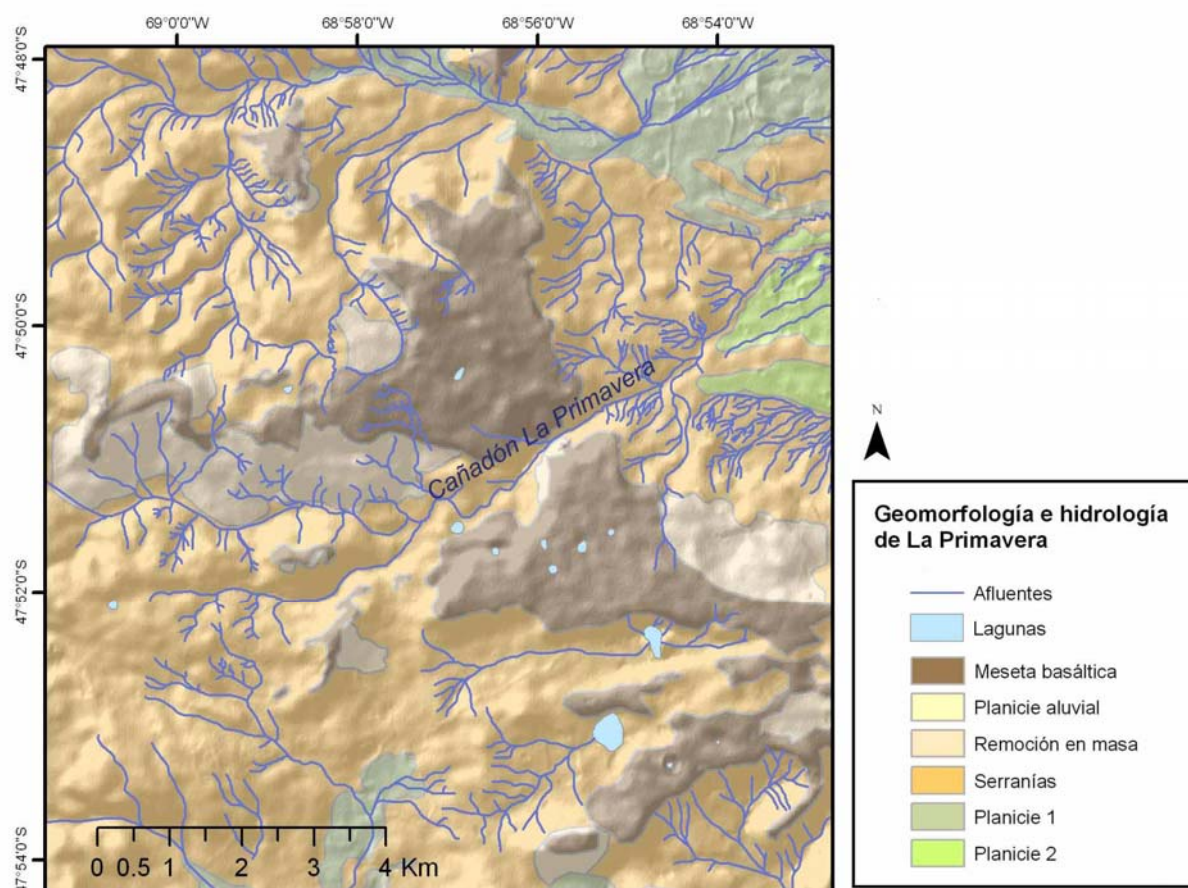 69°0'0"W
68°58'0"W
68°56'0"W
68°54'0"W
47°48'0"S
47°50'0"S
47°52'0"S
47°54'0"S
Cañadón La Primavera
0 0.5 1 2 3 4 Km
N
Geomorfología e hidrología
de La Primavera
Afluentes
Lagunas
Meseta basáltica
Planicie aluvial
Remoción en masa
Serranías
Planicie 1
Planicie 2